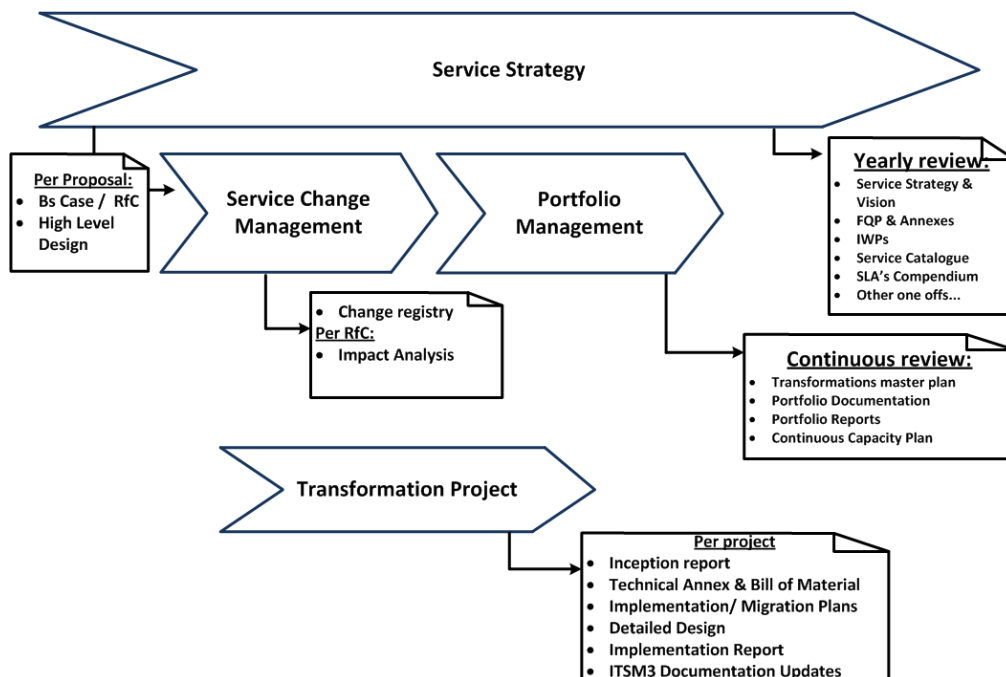 Service Strategy
Per Proposal:
• Bs Case / RfC
• High Level
Design
Service Change
Management
Portfolio
Management
Yearly review:
• Service Strategy &
Vision
• FQP & Annexes
• IWPs
• Service Catalogue
• SLA's Compendium
• Other one offs...
• Change registry
Per RfC:
• Impact Analysis
Continuous review:
• Transformations master plan
• Portfolio Documentation
• Portfolio Reports
• Continuous Capacity Plan
Transformation Project
Per project
• Inception report
• Technical Annex & Bill of Material
• Implementation/ Migration Plans
• Detailed Design
• Implementation Report
• ITSM3 Documentation Updates